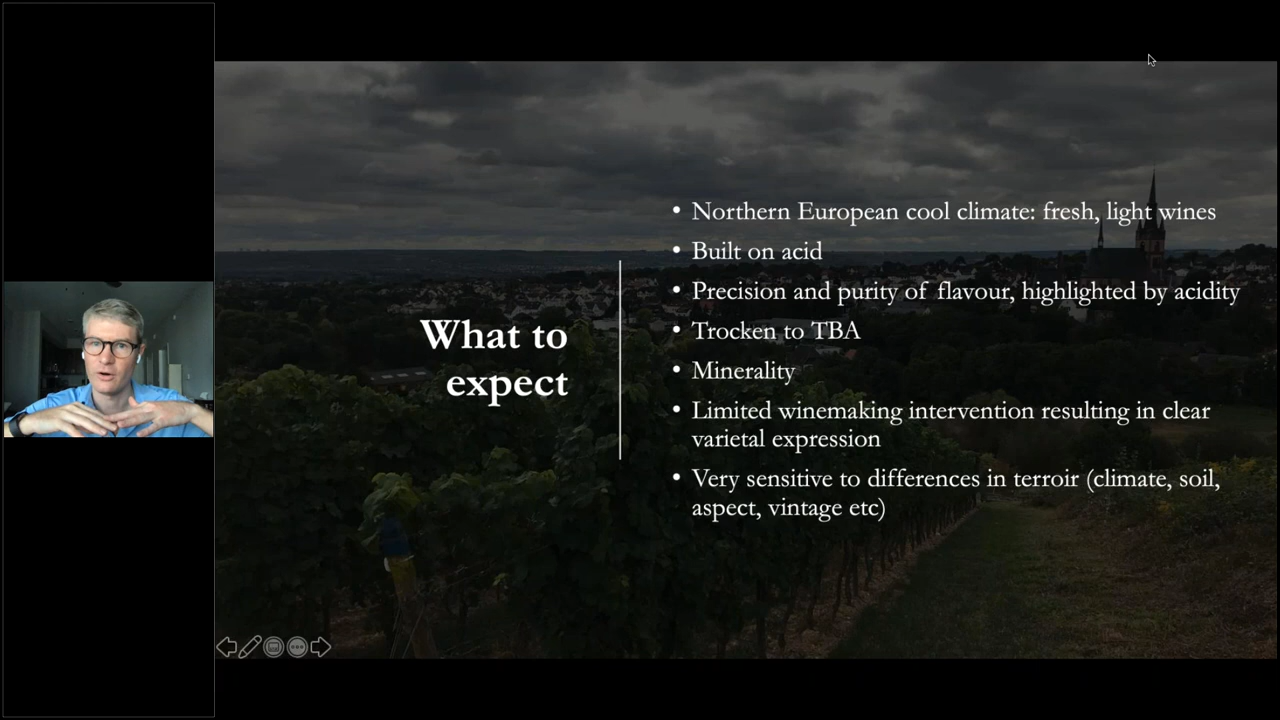 What to
expect
• Northern European cool climate: fresh, light wines
• Built on acid
• Precision and purity of flavour, highlighted by acidity
• Trocken to TBA
• Minerality
• Limited winemaking intervention resulting in clear
varietal expression
• Very sensitive to differences in terroir (climate, soil,
aspect, vintage etc)